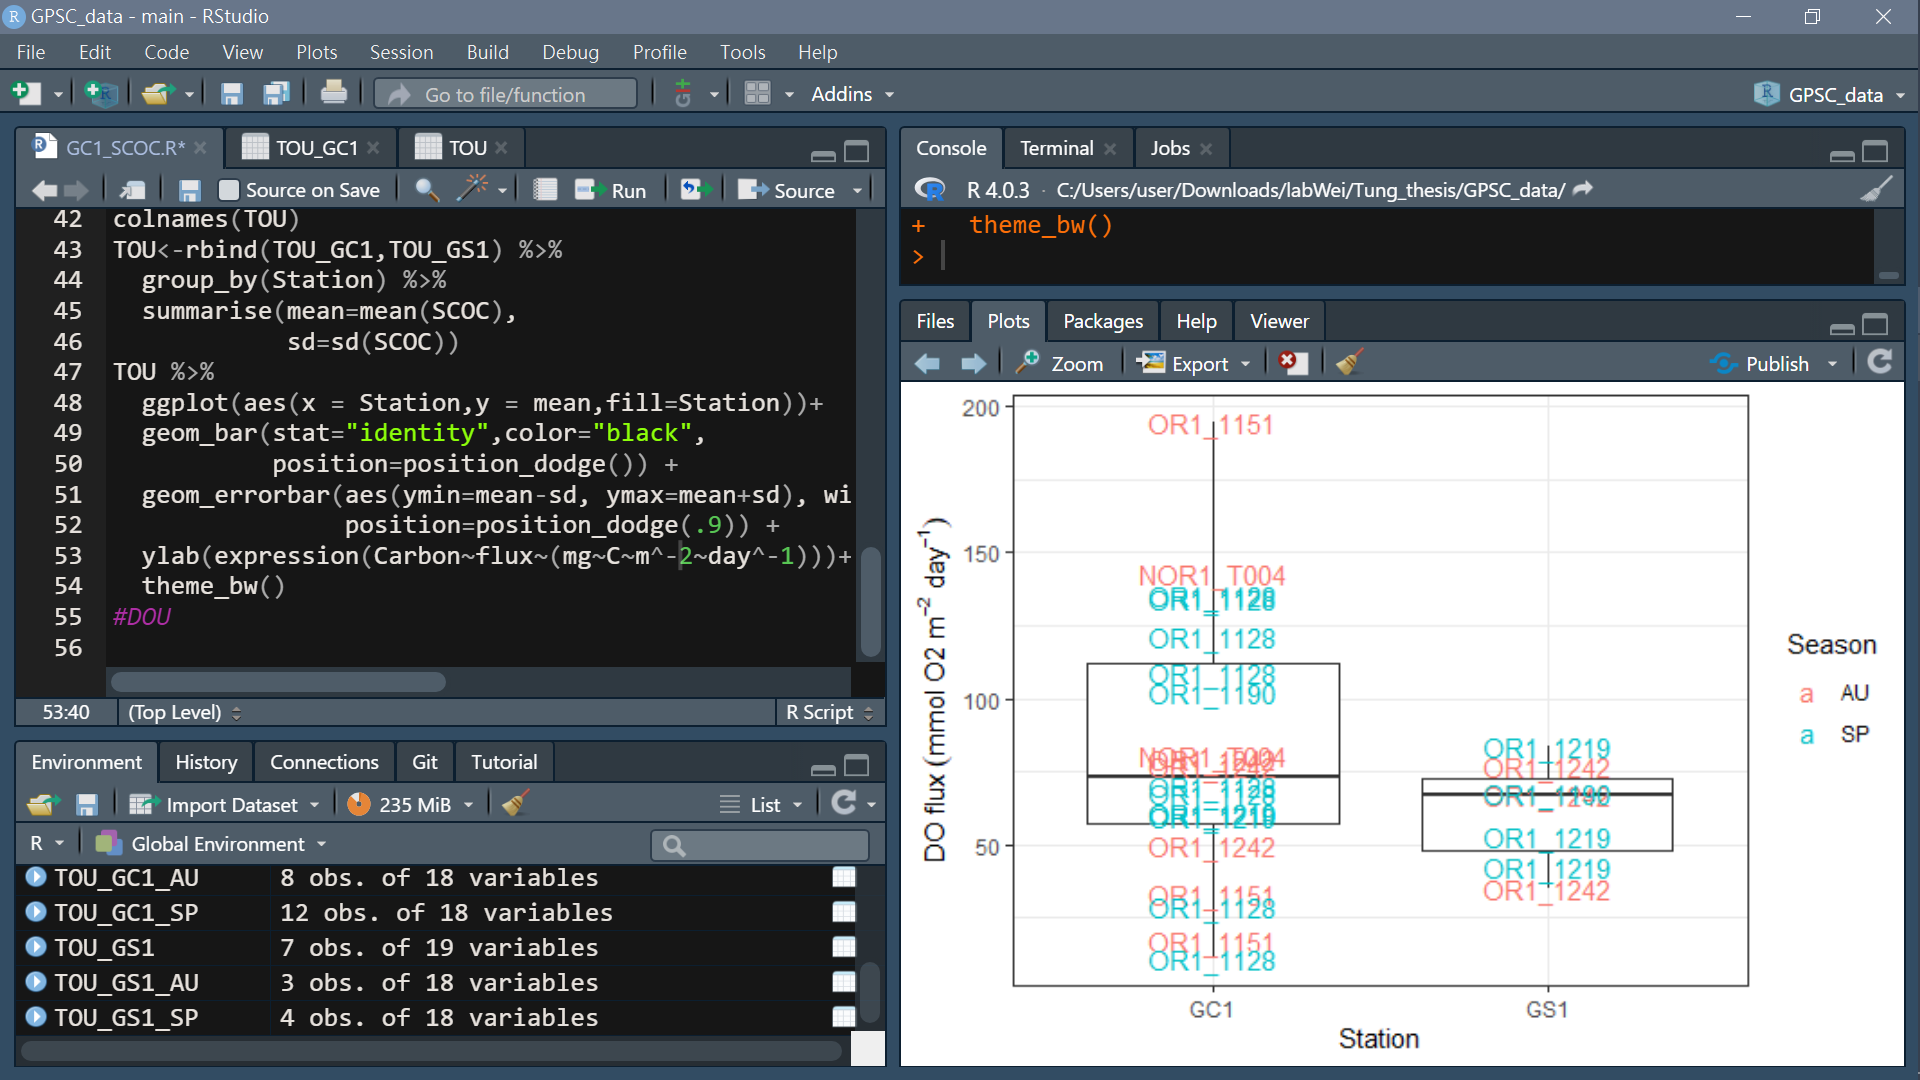 GPSC_data - main - RStudio
File Edit Code View Plots Session Build Debug Profile Tools Help
Go to file/function Addins GPSC_data
GC1_SCOC.R* TOU_GC1 TOU
Source on Save Run Source
42 colnames(TOU)
43 TOU<-rbind(TOU_GC1,TOU_GS1) %>%
44 group_by(Station) %>%
45 summarise(mean=mean(SCOC),
46 sd=sd(SCOC))
47 TOU %>%
48 ggplot(aes(x = Station,y = mean,fill=Station))+
49 geom_bar(stat="identity",color="black",
50 position=position_dodge()) +
51 geom_errorbar(aes(ymin=mean-sd, ymax=mean+sd), wi
52 position=position_dodge(.9)) +
53 ylab(expression(Carbon~flux~(mg~C~m^-2~day^-1)))+
54 theme_bw()
55 #DOU
56
53:40 (Top Level) R Script
Environment History Connections Git Tutorial
Import Dataset 235 MiB List
R Global Environment
TOU_GC1_AU 8 obs. of 18 variables
TOU_GC1_SP 12 obs. of 18 variables
TOU_GS1 7 obs. of 19 variables
TOU_GS1_AU 3 obs. of 18 variables
TOU_GS1_SP 4 obs. of 18 variables
Console Terminal Jobs
R 4.0.3 · C:/Users/user/Downloads/labWei/Tung_thesis/GPSC_data/
+ theme_bw()
>
Files Plots Packages Help Viewer
Zoom Export Publish
DO flux (mmol O2 m⁻² day⁻¹)
200
150
100
50
OR1_1151
NOR1_T004
OR1_1128
OR1_1128
OR1_1128
OR1_1190
NOR1_T004
OR1_1242
OR1_1128
OR1_1219
OR1_1242
OR1_1151
OR1_1128
OR1_1151
OR1_1128
OR1_1219
OR1_1242
OR1_1190
OR1_1219
OR1_1219
OR1_1242
GC1 GS1
Station
Season
a AU
a SP